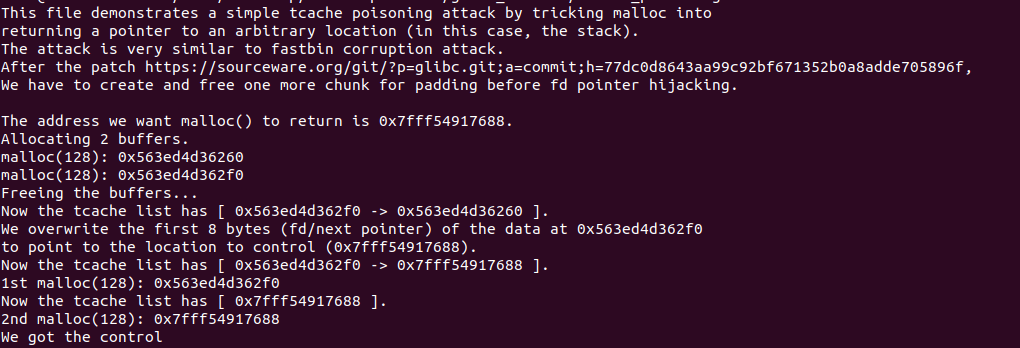 This file demonstrates a simple tcache poisoning attack by tricking malloc into
returning a pointer to an arbitrary location (in this case, the stack).
The attack is very similar to fastbin corruption attack.
After the patch https://sourceware.org/git/?p=glibc.git;a=commit;h=77dc0d8643aa99c92bf671352b0a8adde705896f,
We have to create and free one more chunk for padding before fd pointer hijacking.
The address we want malloc() to return is 0x7fff54917688.
Allocating 2 buffers.
malloc(128): 0x563ed4d36260
malloc(128): 0x563ed4d362f0
Freeing the buffers...
Now the tcache list has [ 0x563ed4d362f0 -> 0x563ed4d36260 ].
We overwrite the first 8 bytes (fd/next pointer) of the data at 0x563ed4d362f0
to point to the location to control (0x7fff54917688).
Now the tcache list has [ 0x563ed4d362f0 -> 0x7fff54917688 ].
1st malloc(128): 0x563ed4d362f0
Now the tcache list has [ 0x7fff54917688 ].
2nd malloc(128): 0x7fff54917688
We got the control